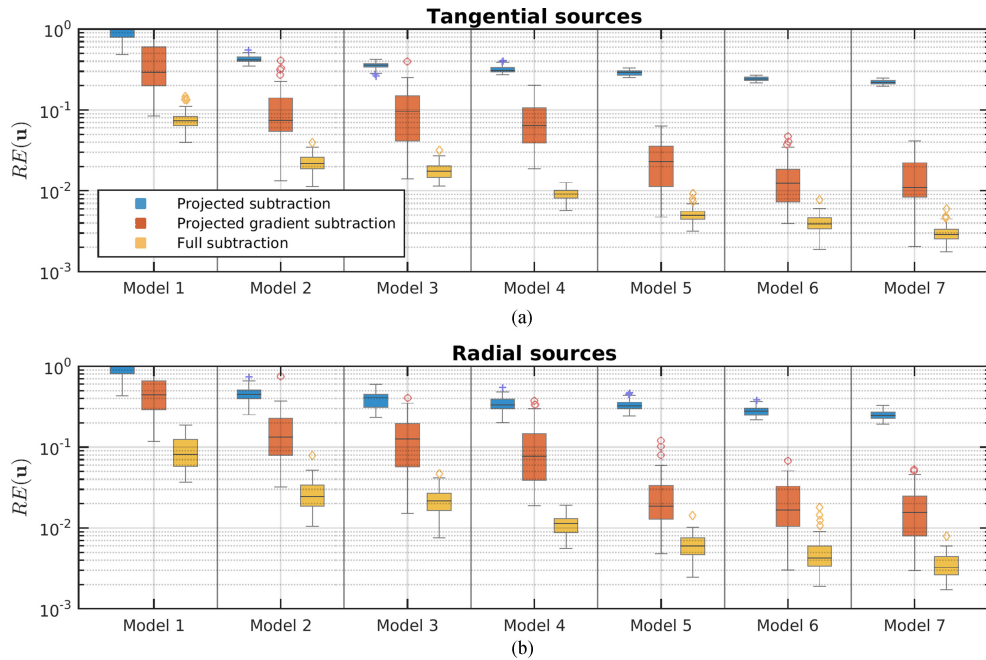 Tangential sources
RE(u)
10^0
10^-1
10^-2
10^-3
Projected subtraction
Projected gradient subtraction
Full subtraction
Model 1 Model 2 Model 3 Model 4 Model 5 Model 6 Model 7
(a)
Radial sources
RE(u)
10^0
10^-1
10^-2
10^-3
Model 1 Model 2 Model 3 Model 4 Model 5 Model 6 Model 7
(b)